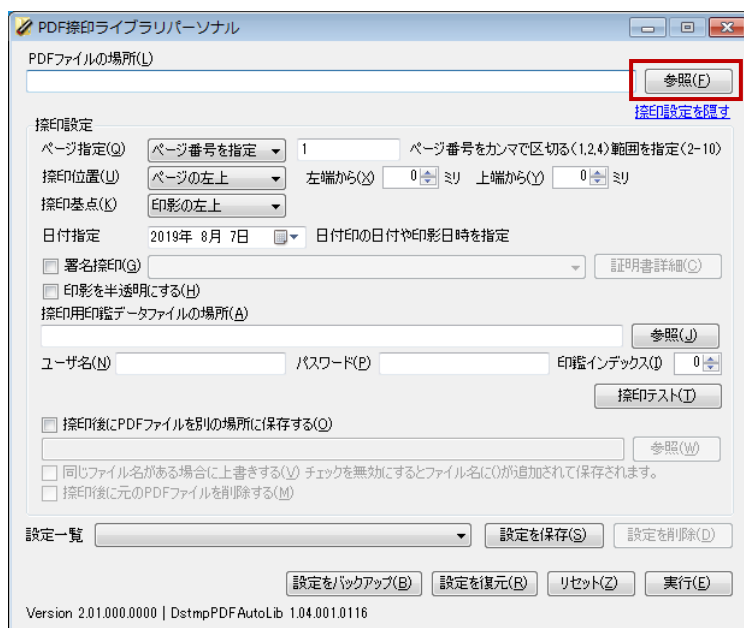 PDF捺印ライブラリパーソナル
PDFファイルの場所(L)
参照(F)
捺印設定を隠す
捺印設定
ページ指定(Q) ページ番号を指定 1 ページ番号をカンマで区切る(1,2,4)範囲を指定(2-10)
捺印位置(U) ページの左上 左端から(X) 0 ミリ 上端から(Y) 0 ミリ
捺印基点(K) 印影の左上
日付指定 2019年 8月 7日 日付印の日付や印影日時を指定
署名捺印(G) 証明書詳細(C)
印影を半透明にする(H)
捺印用印鑑データファイルの場所(A)
参照(J)
ユーザ名(N) パスワード(P) 印鑑インデックス(I) 0
捺印テスト(T)
捺印後にPDFファイルを別の場所に保存する(O)
参照(W)
同じファイル名がある場合に上書きする(V) チェックを無効にするとファイル名に()が追加されて保存されます。
捺印後に元のPDFファイルを削除する(M)
設定一覧 設定を保存(S) 設定を削除(D)
設定をバックアップ(B) 設定を復元(R) リセット(Z) 実行(E)
Version 2.01.000.0000 | DstmpPDFAutoLib 1.04.001.0116